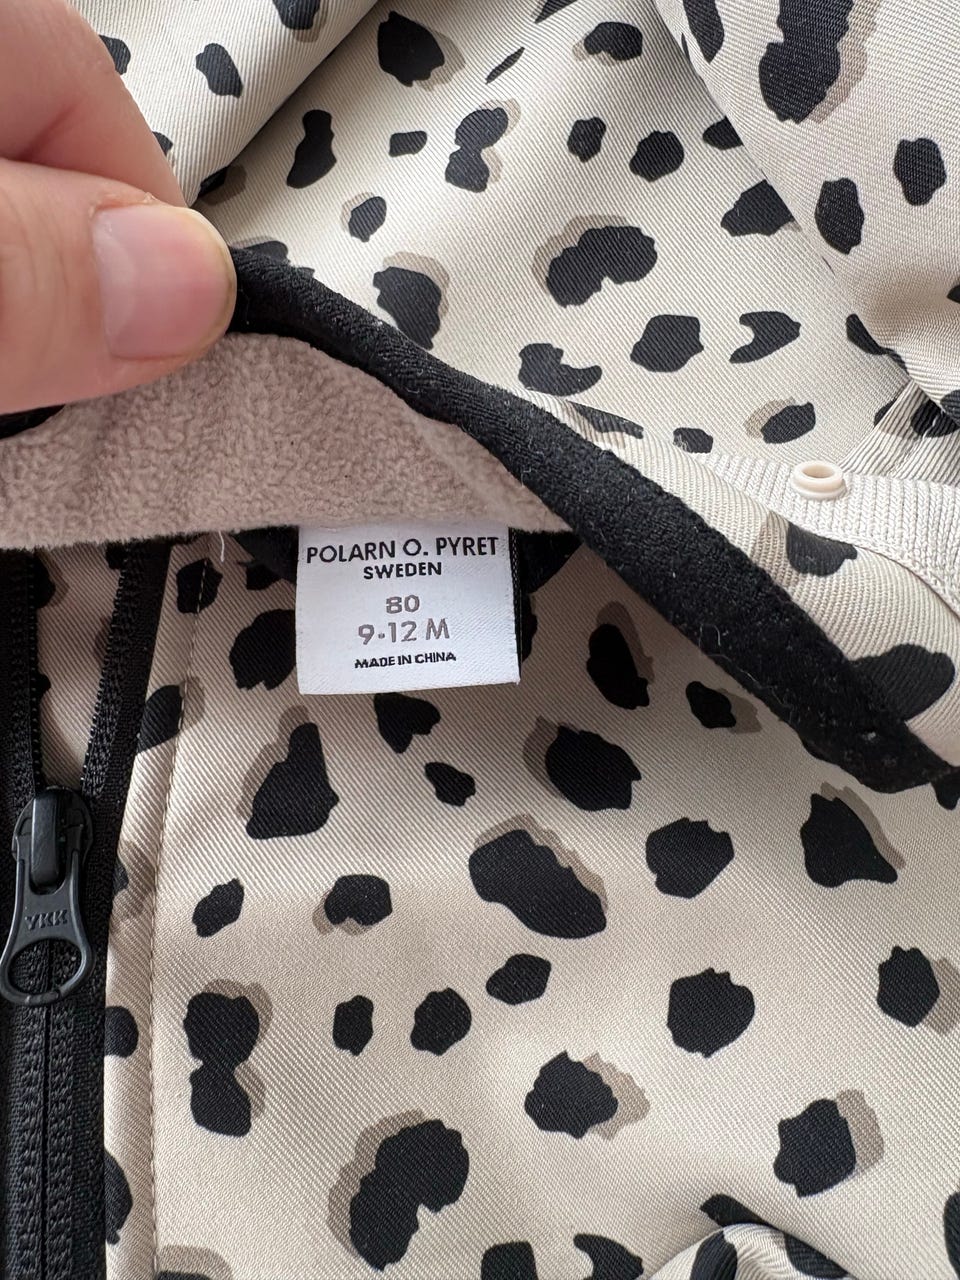 POLARN O. PYRET
SWEDEN
80
9-12 M
MADE IN CHINA
YKK